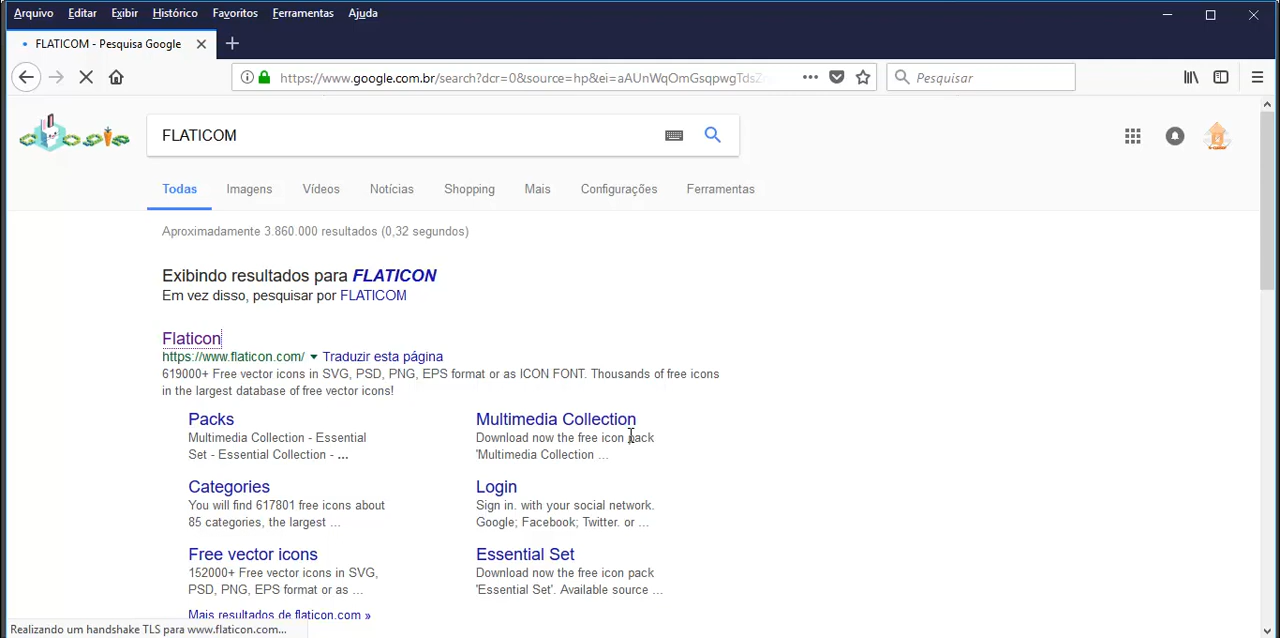 Arquivo Editar Exibir Histórico Favoritos Ferramentas Ajuda
FLATICOM - Pesquisa Google
https://www.google.com.br/search?dcr=0&source=hp&ei=aAUnWqOmGsqpwgTdsZ
Pesquisar
FLATICOM
Todas Imagens Vídeos Notícias Shopping Mais Configurações Ferramentas
Aproximadamente 3.860.000 resultados (0,32 segundos)
Exibindo resultados para FLATICON
Em vez disso, pesquisar por FLATICOM
Flaticon
https://www.flaticon.com/ Traduzir esta página
619000+ Free vector icons in SVG, PSD, PNG, EPS format or as ICON FONT. Thousands of free icons
in the largest database of free vector icons!
Packs
Multimedia Collection - Essential
Set - Essential Collection - ...
Multimedia Collection
Download now the free icon pack
'Multimedia Collection ...
Categories
You will find 617801 free icons about
85 categories, the largest ...
Login
Sign in. with your social network.
Google; Facebook; Twitter. or ...
Free vector icons
152000+ Free vector icons in SVG,
PSD, PNG, EPS format or as ...
Essential Set
Download now the free icon pack
'Essential Set'. Available source ...
Mais resultados de flaticon.com »
Realizando um handshake TLS para www.flaticon.com...